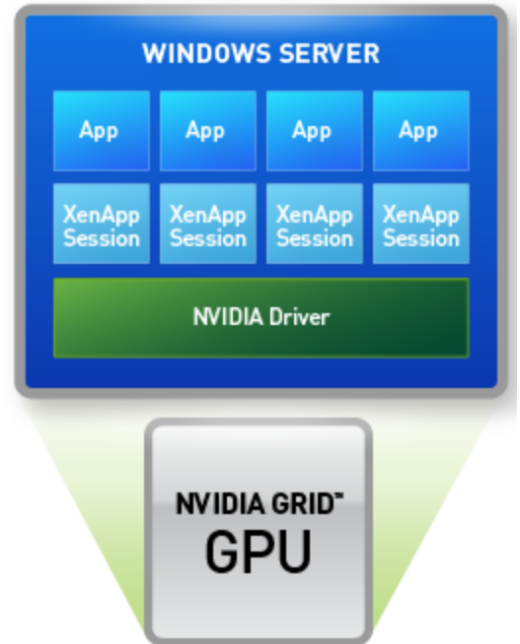 WINDOWS SERVER
App App App App
XenApp XenApp XenApp XenApp
Session Session Session Session
NVIDIA Driver
NVIDIA GRID™
GPU